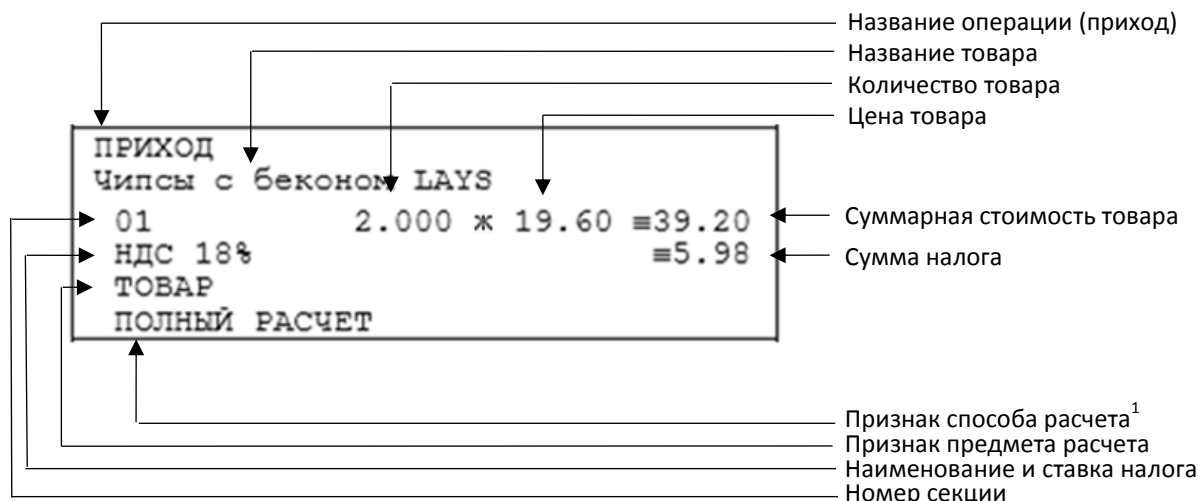 Название операции (приход)
Название товара
Количество товара
Цена товара
ПРИХОД
Чипсы с беконом LAYS
01 2.000 ж 19.60 ≡39.20
Суммарная стоимость товара
НДС 18% ≡5.98
Сумма налога
ТОВАР
ПОЛНЫЙ РАСЧЕТ
Признак способа расчета¹
Признак предмета расчета
Наименование и ставка налога
Номер секции